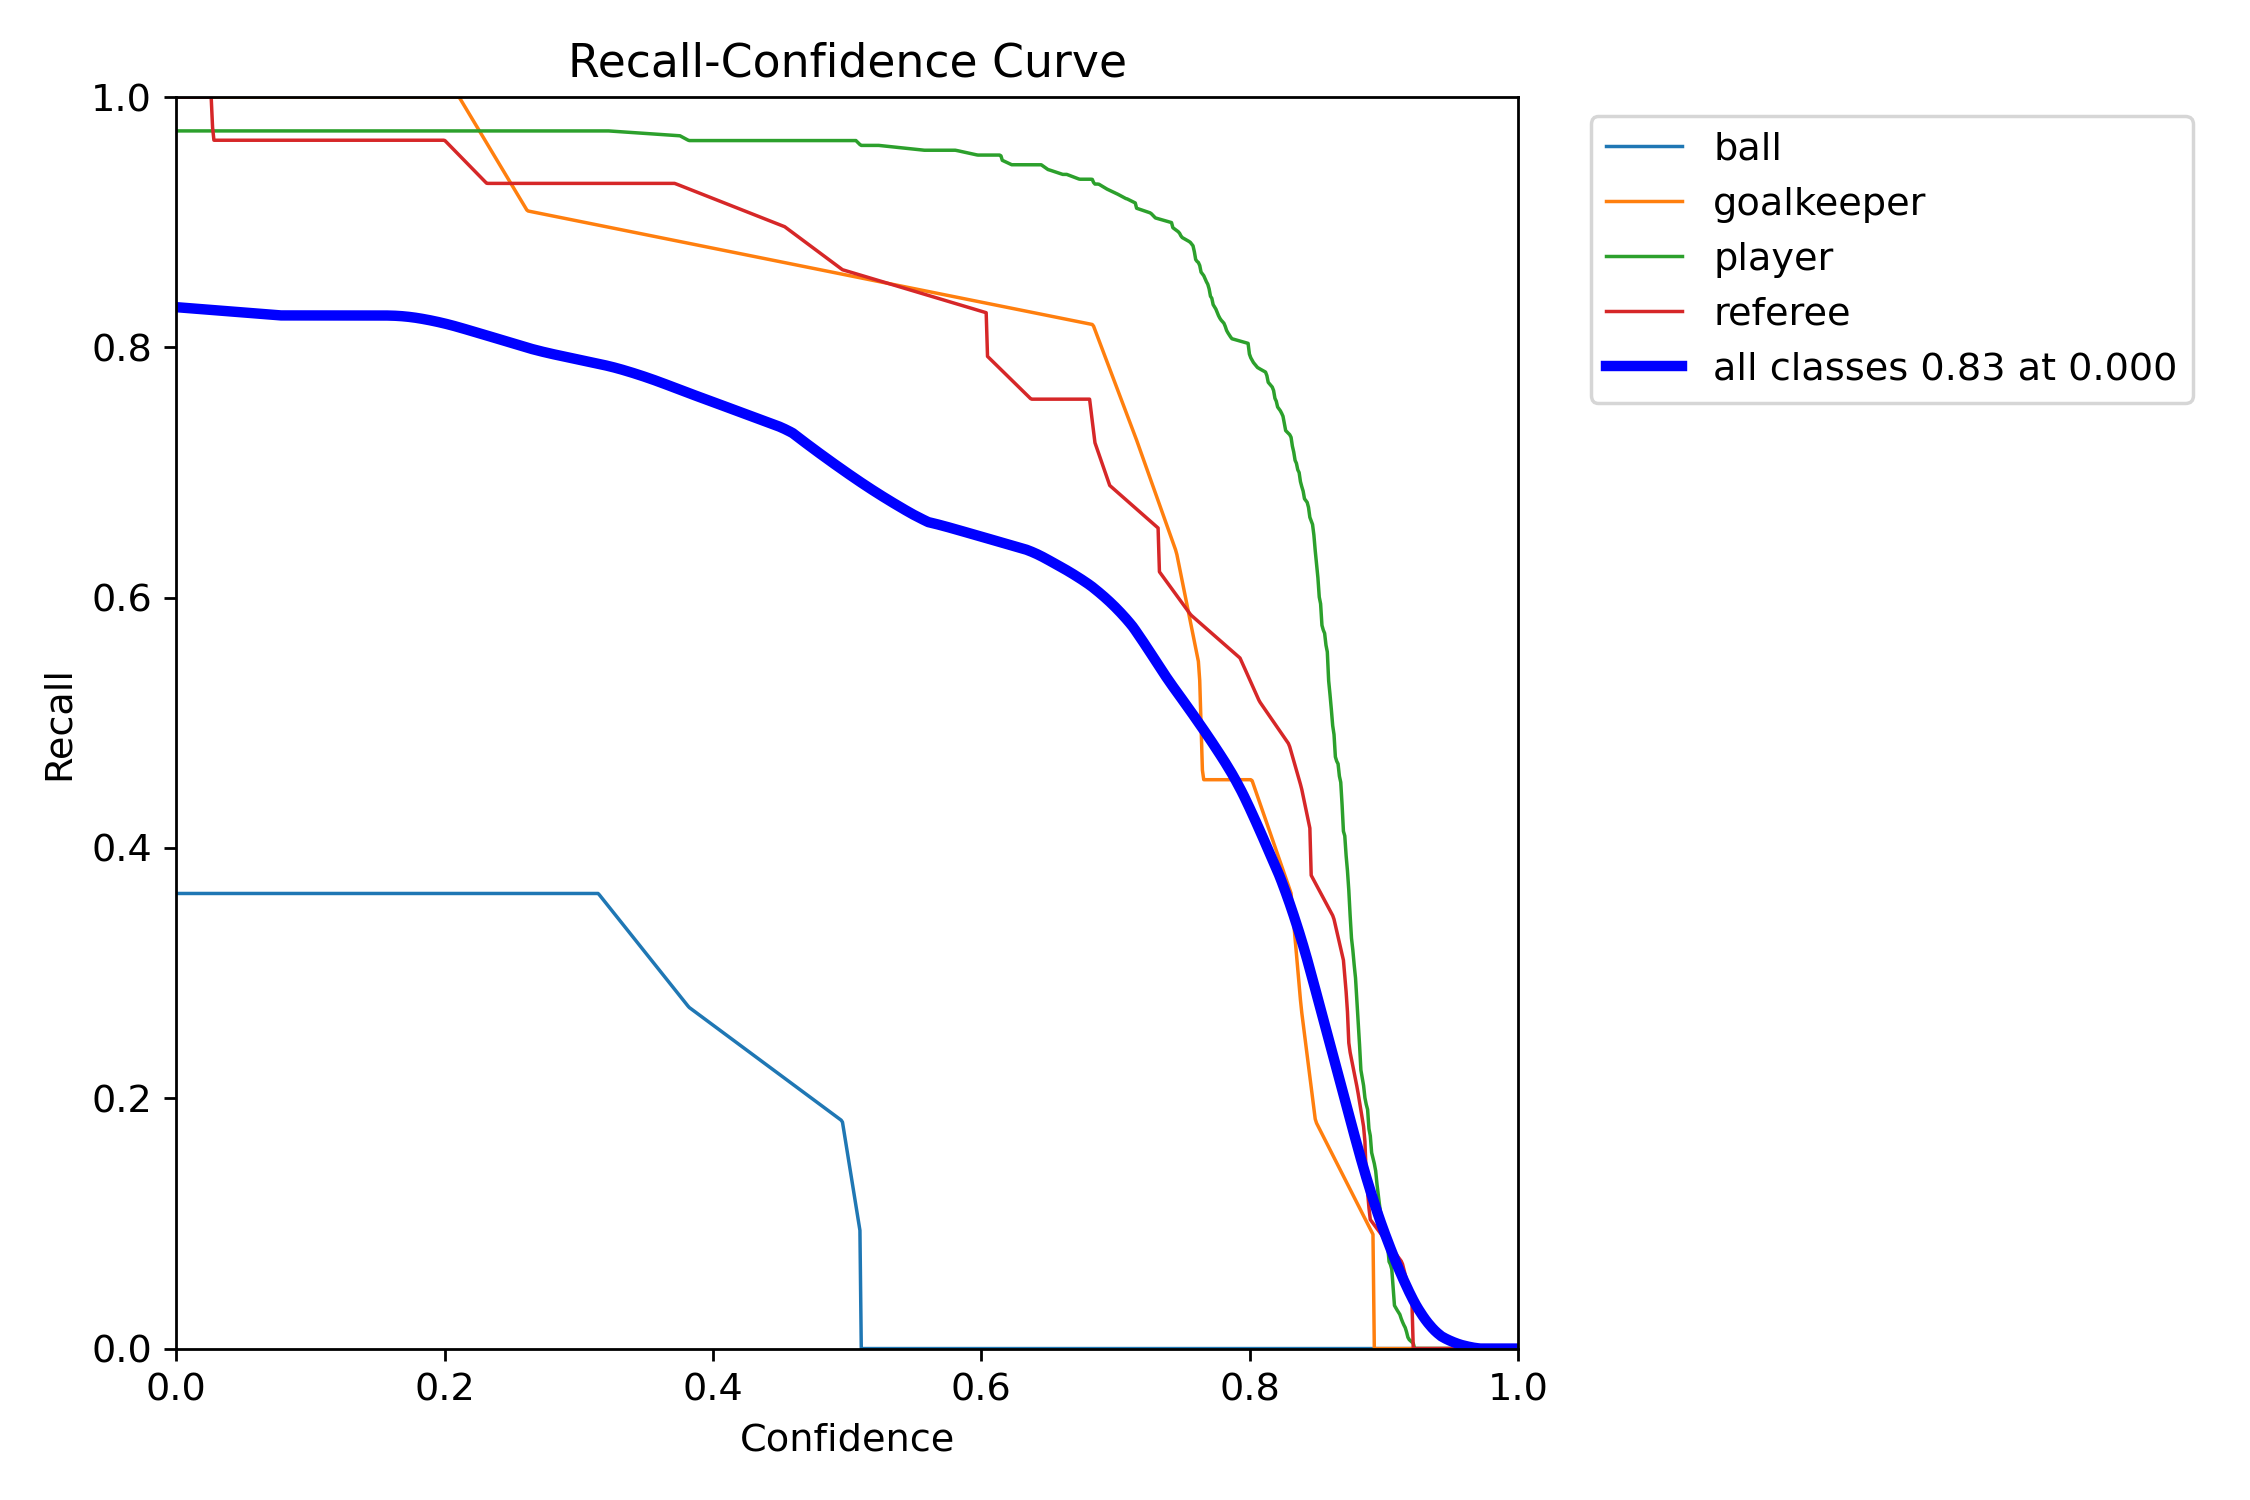 Recall-Confidence Curve
1.0
0.8
0.6
0.4
0.2
0.0
Recall
0.0 0.2 0.4 0.6 0.8 1.0
Confidence
ball
goalkeeper
player
referee
all classes 0.83 at 0.000